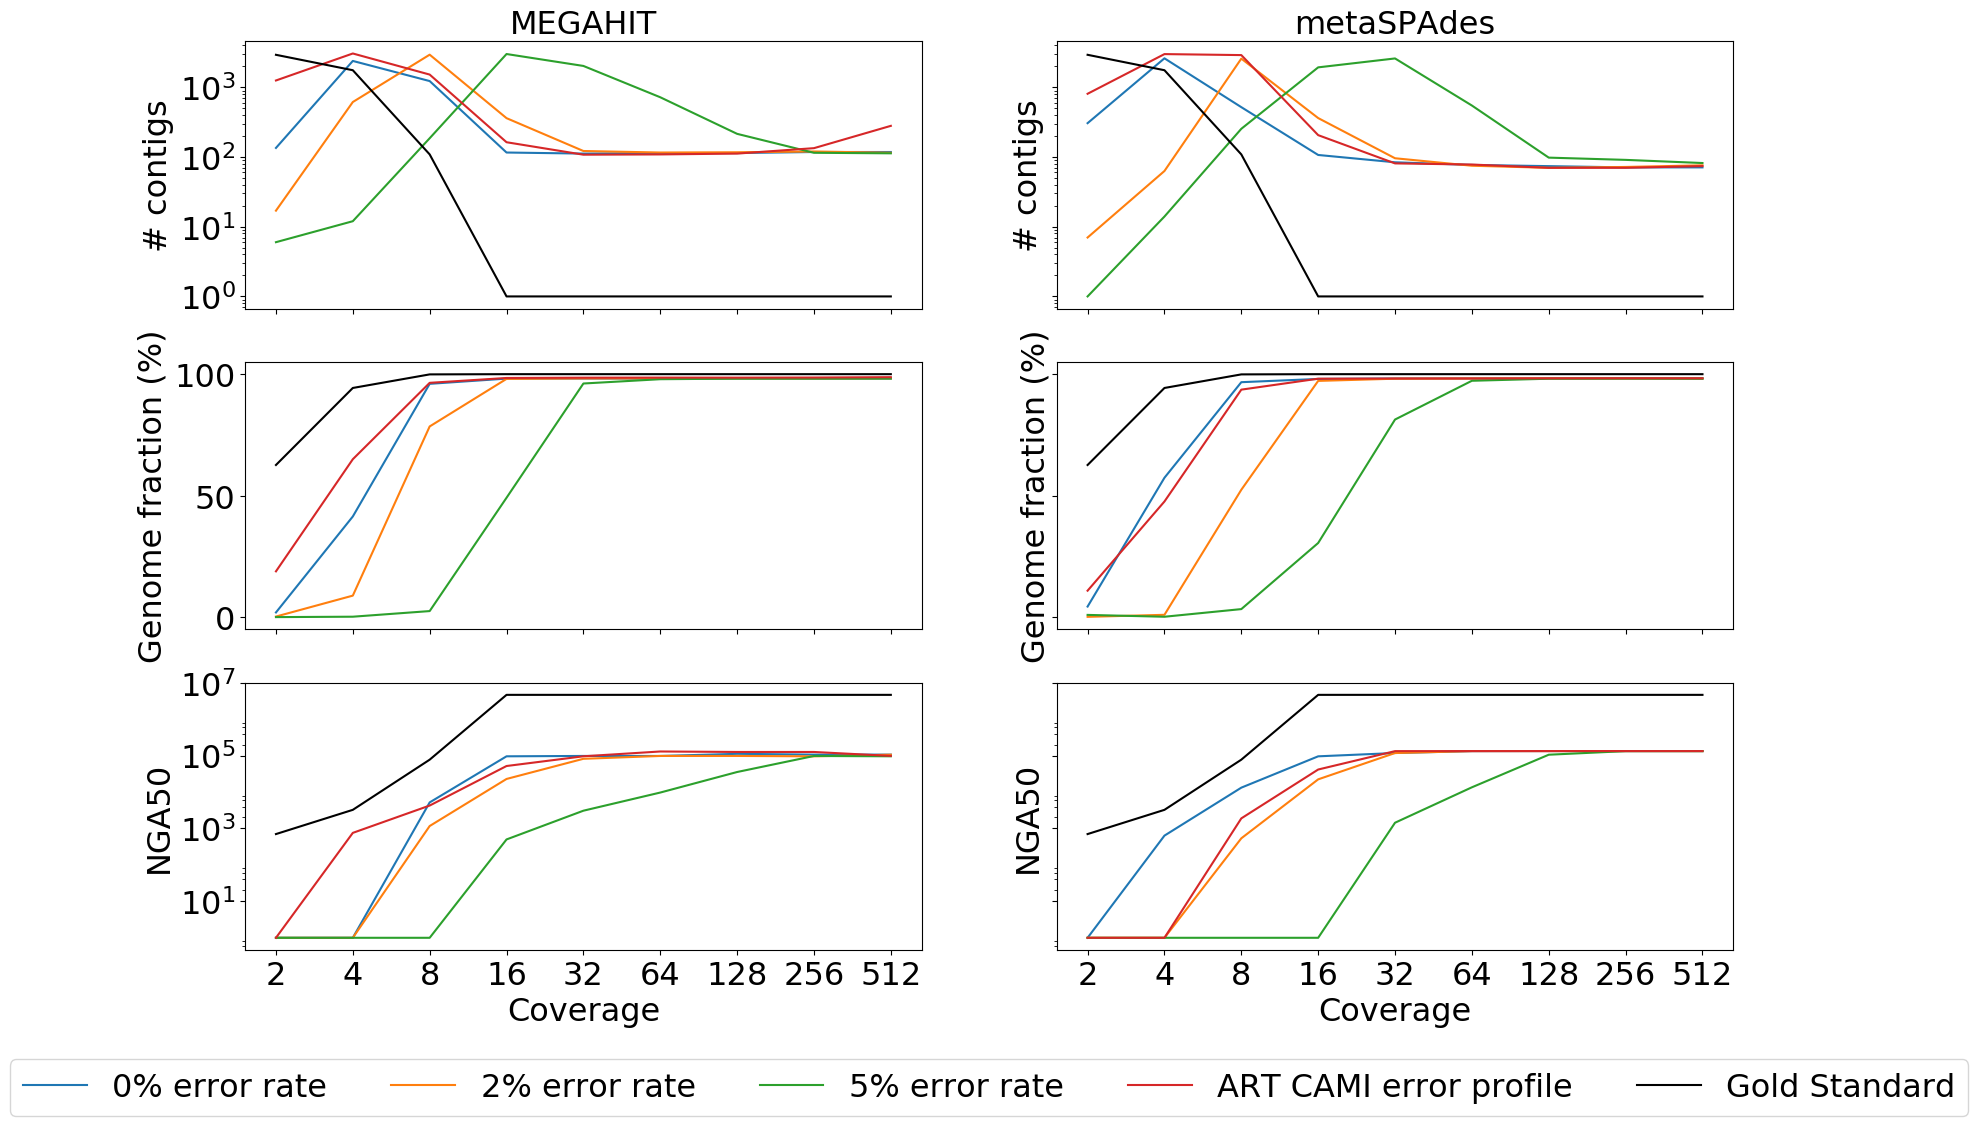 MEGAHIT
metaSPAdes
# contigs
10³
10²
10¹
10⁰
# contigs
Genome fraction (%)
100
50
0
Genome fraction (%)
NGA50
10⁷
10⁵
10³
10¹
NGA50
2 4 8 16 32 64 128 256 512
2 4 8 16 32 64 128 256 512
Coverage
Coverage
0% error rate 2% error rate 5% error rate ART CAMI error profile Gold Standard